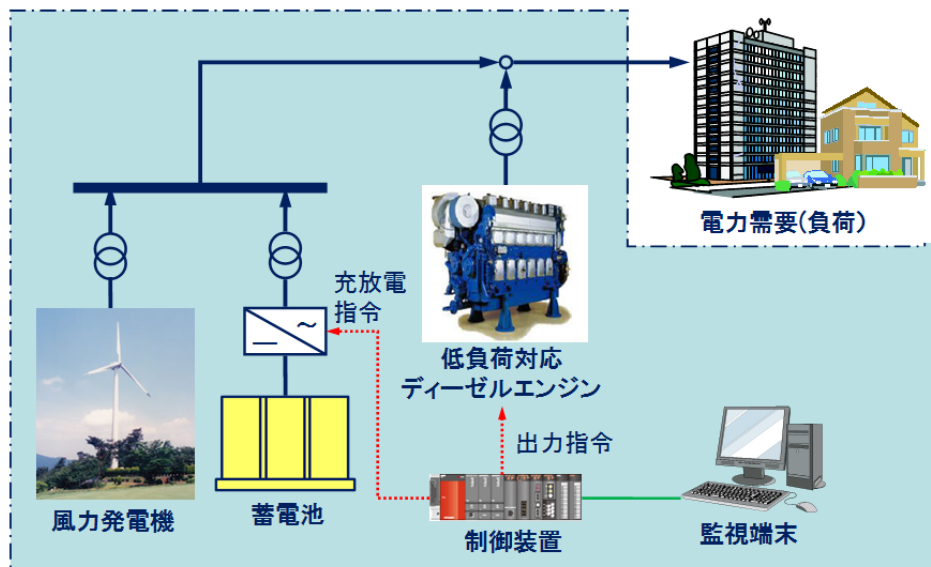 電力需要(負荷)
充放電
指令
低負荷対応
ディーゼルエンジン
出力指令
風力発電機
蓄電池
制御装置
監視端末